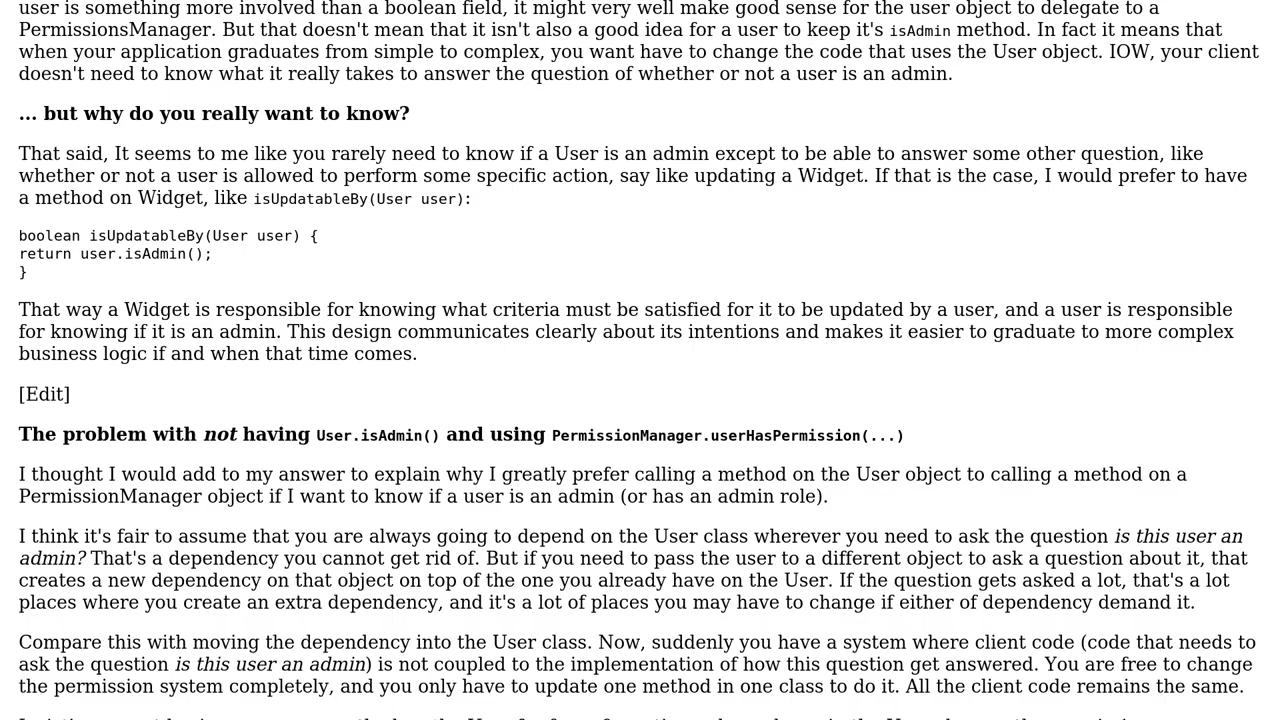 user is something more involved than a boolean field, it might very well make good sense for the user object to delegate to a
PermissionsManager. But that doesn't mean that it isn't also a good idea for a user to keep it's isAdmin method. In fact it means that
when your application graduates from simple to complex, you want have to change the code that uses the User object. IOW, your client
doesn't need to know what it really takes to answer the question of whether or not a user is an admin.
... but why do you really want to know?
That said, It seems to me like you rarely need to know if a User is an admin except to be able to answer some other question, like
whether or not a user is allowed to perform some specific action, say like updating a Widget. If that is the case, I would prefer to have
a method on Widget, like isUpdatableBy(User user):
boolean isUpdatableBy(User user) {
return user.isAdmin();
}
That way a Widget is responsible for knowing what criteria must be satisfied for it to be updated by a user, and a user is responsible
for knowing if it is an admin. This design communicates clearly about its intentions and makes it easier to graduate to more complex
business logic if and when that time comes.
[Edit]
The problem with not having User.isAdmin() and using PermissionManager.userHasPermission(...)
I thought I would add to my answer to explain why I greatly prefer calling a method on the User object to calling a method on a
PermissionManager object if I want to know if a user is an admin (or has an admin role).
I think it's fair to assume that you are always going to depend on the User class wherever you need to ask the question is this user an
admin? That's a dependency you cannot get rid of. But if you need to pass the user to a different object to ask a question about it, that
creates a new dependency on that object on top of the one you already have on the User. If the question gets asked a lot, that's a lot
places where you create an extra dependency, and it's a lot of places you may have to change if either of dependency demand it.
Compare this with moving the dependency into the User class. Now, suddenly you have a system where client code (code that needs to
ask the question is this user an admin) is not coupled to the implementation of how this question get answered. You are free to change
the permission system completely, and you only have to update one method in one class to do it. All the client code remains the same.